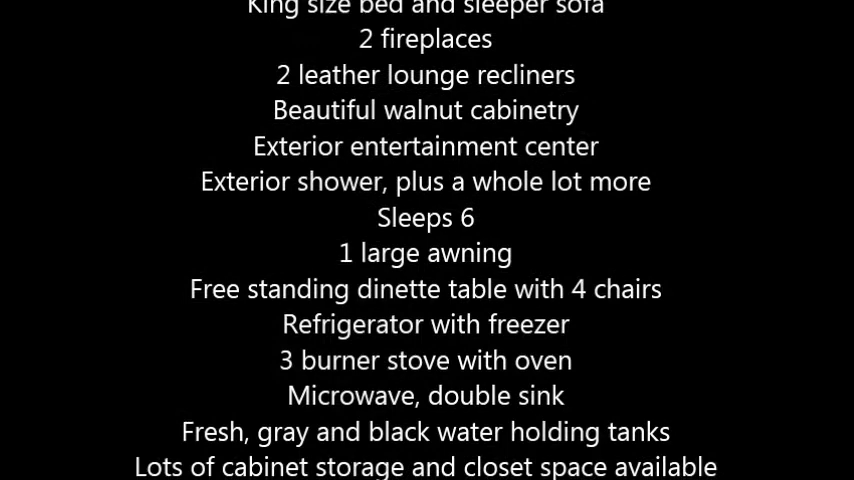 King size bed and sleeper sofa
2 fireplaces
2 leather lounge recliners
Beautiful walnut cabinetry
Exterior entertainment center
Exterior shower, plus a whole lot more
Sleeps 6
1 large awning
Free standing dinette table with 4 chairs
Refrigerator with freezer
3 burner stove with oven
Microwave, double sink
Fresh, gray and black water holding tanks
Lots of cabinet storage and closet space available